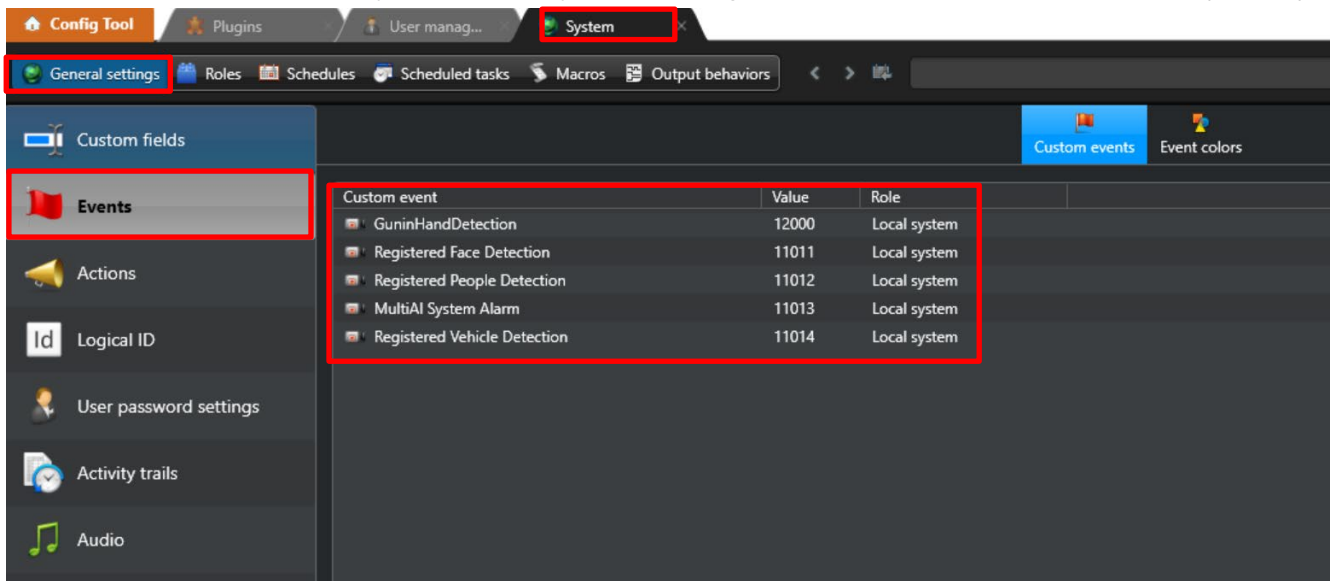 Config Tool
Plugins
User manag...
System
General settings
Roles
Schedules
Scheduled tasks
Macros
Output behaviors
Custom fields
Custom events
Event colors
Events
Custom event Value Role
GuninHandDetection 12000 Local system
Registered Face Detection 11011 Local system
Registered People Detection 11012 Local system
MultiAI System Alarm 11013 Local system
Registered Vehicle Detection 11014 Local system
Actions
Id Logical ID
User password settings
Activity trails
Audio